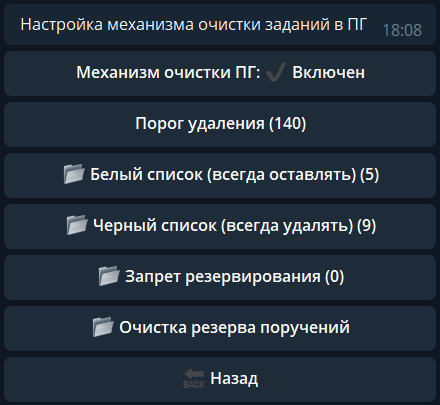 Настройка механизма очистки заданий в ПГ
18:08
Механизм очистки ПГ: ✔ Включен
Порог удаления (140)
Белый список (всегда оставлять) (5)
Черный список (всегда удалять) (9)
Запрет резервирования (0)
Очистка резерва поручений
BACK Назад